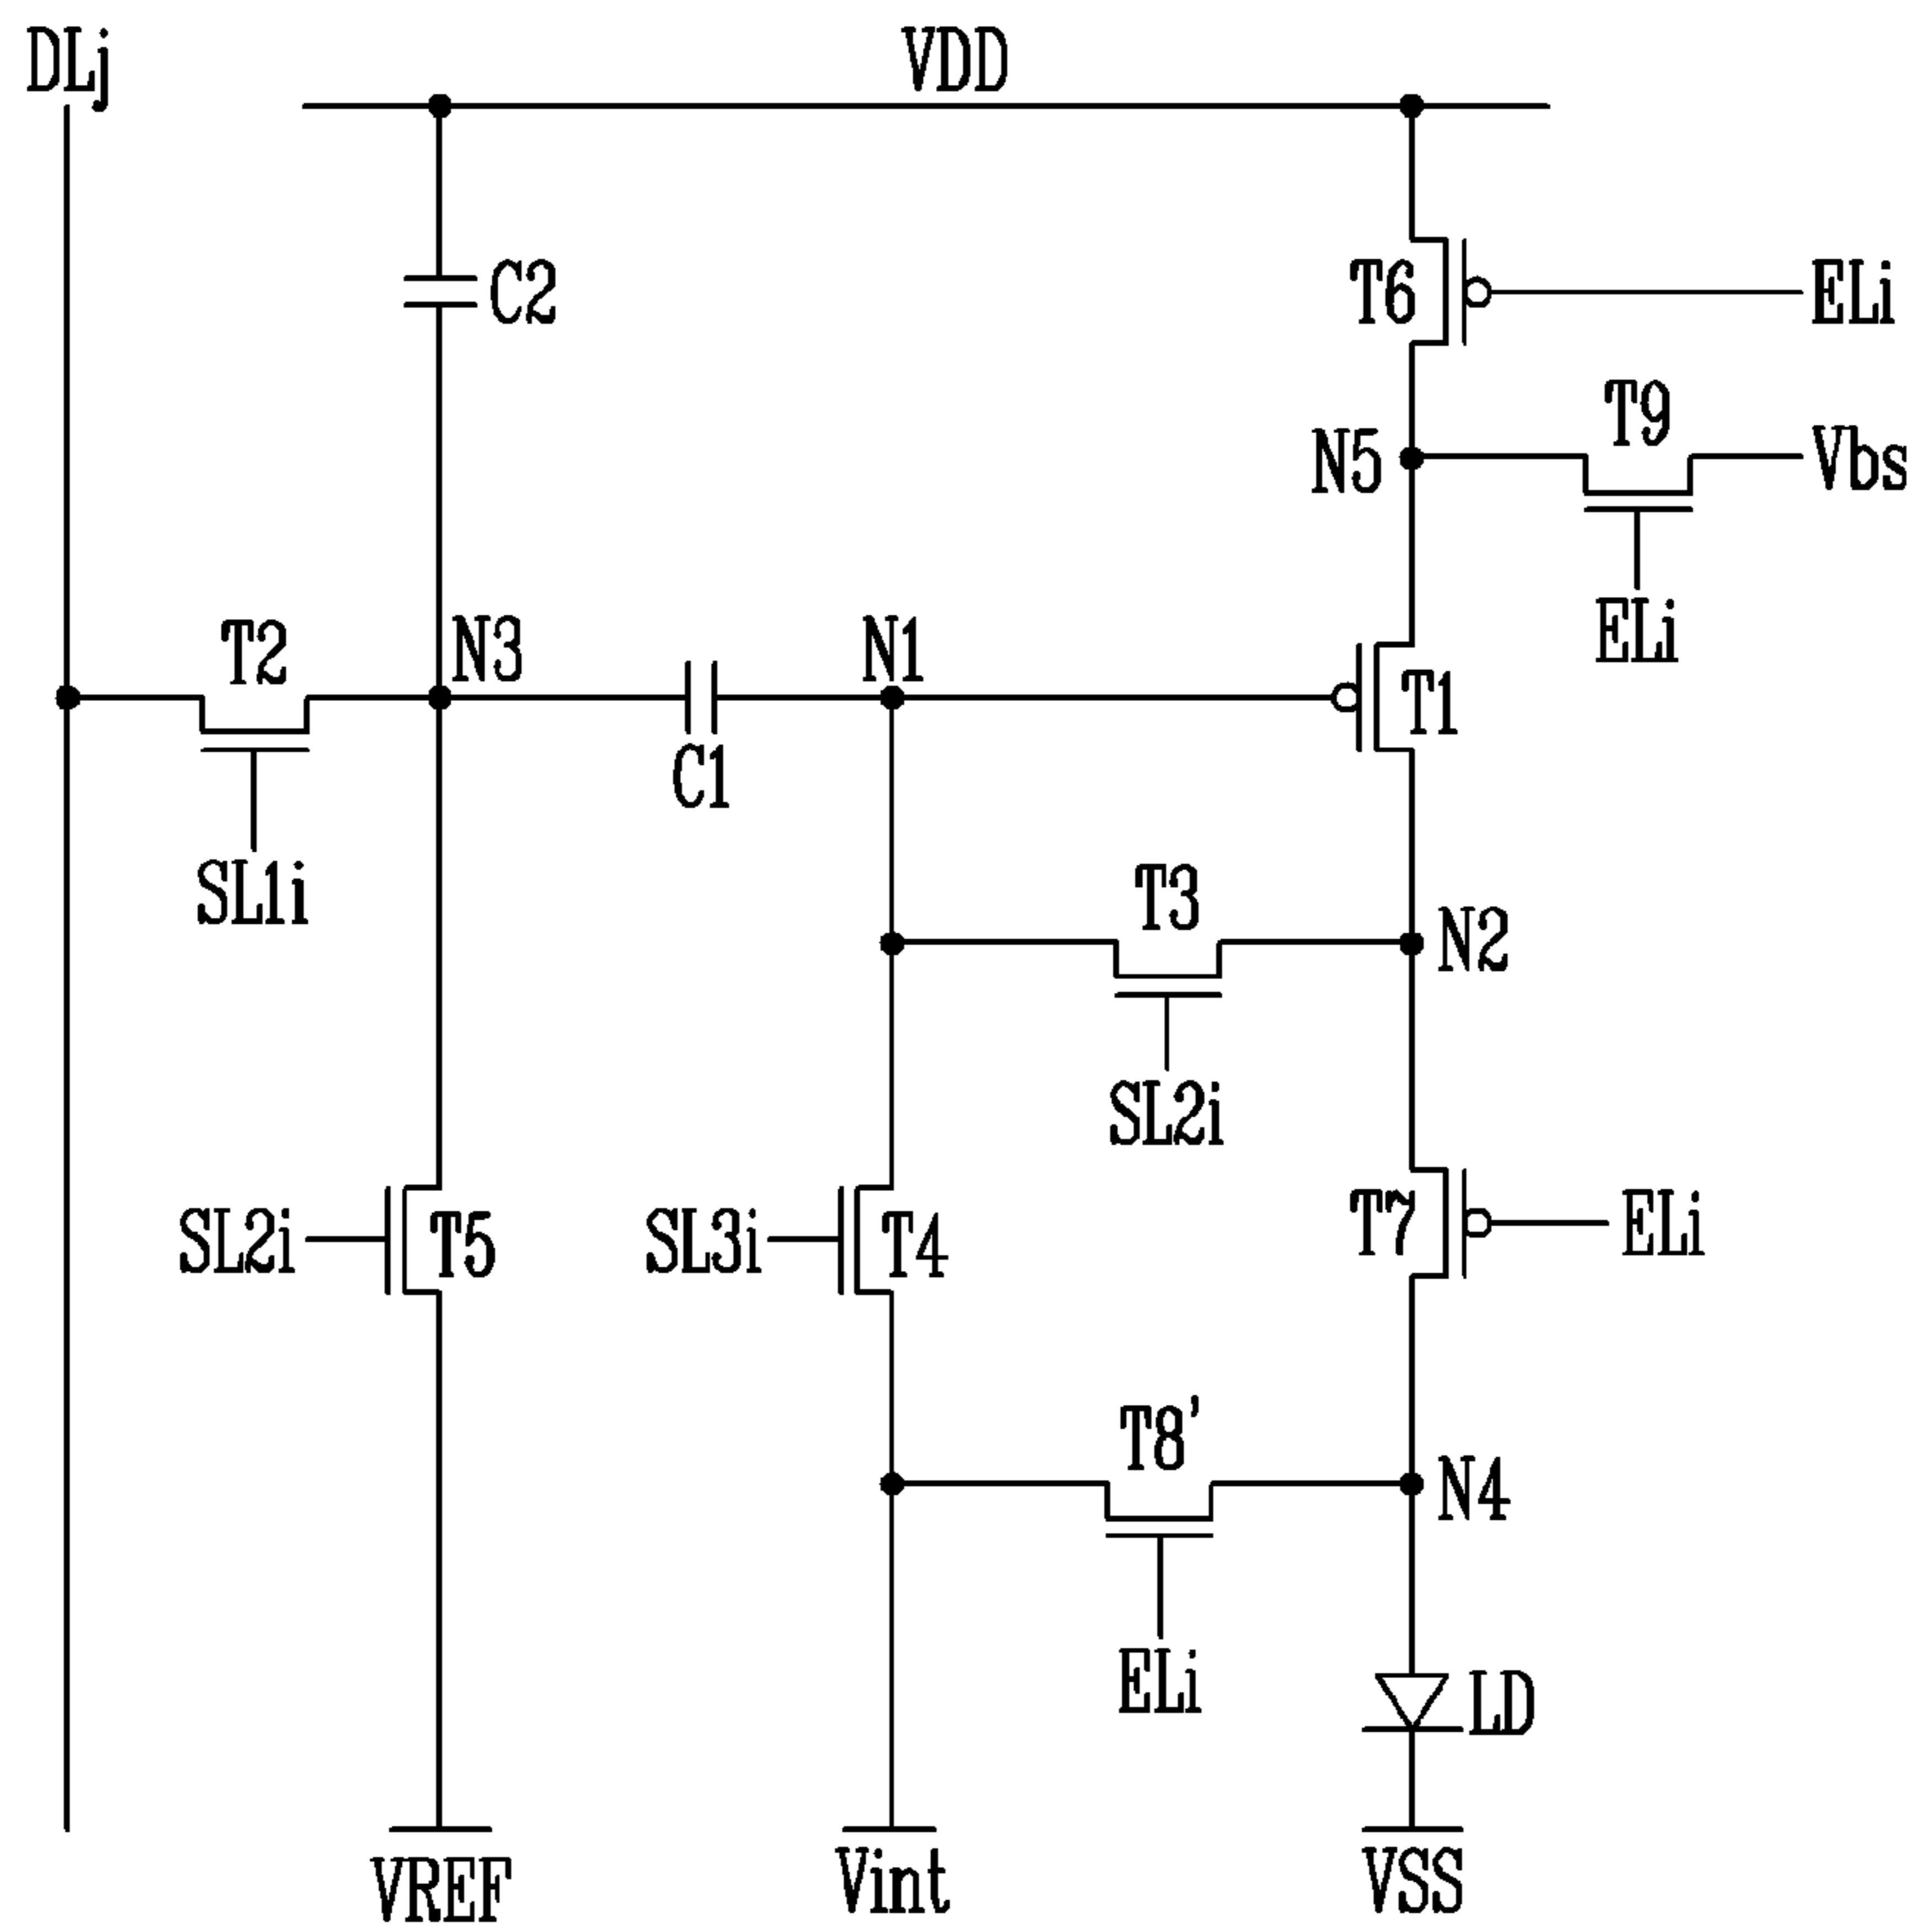 DLj
VDD
C2
T6
ELi
T9
N5
Vbs
ELi
T2
N3
N1
T1
C1
SL1i
T3
N2
SL2i
SL2i
T5
SL3i
T4
T7
ELi
T8'
N4
ELi
LD
VREF
Vint
VSS